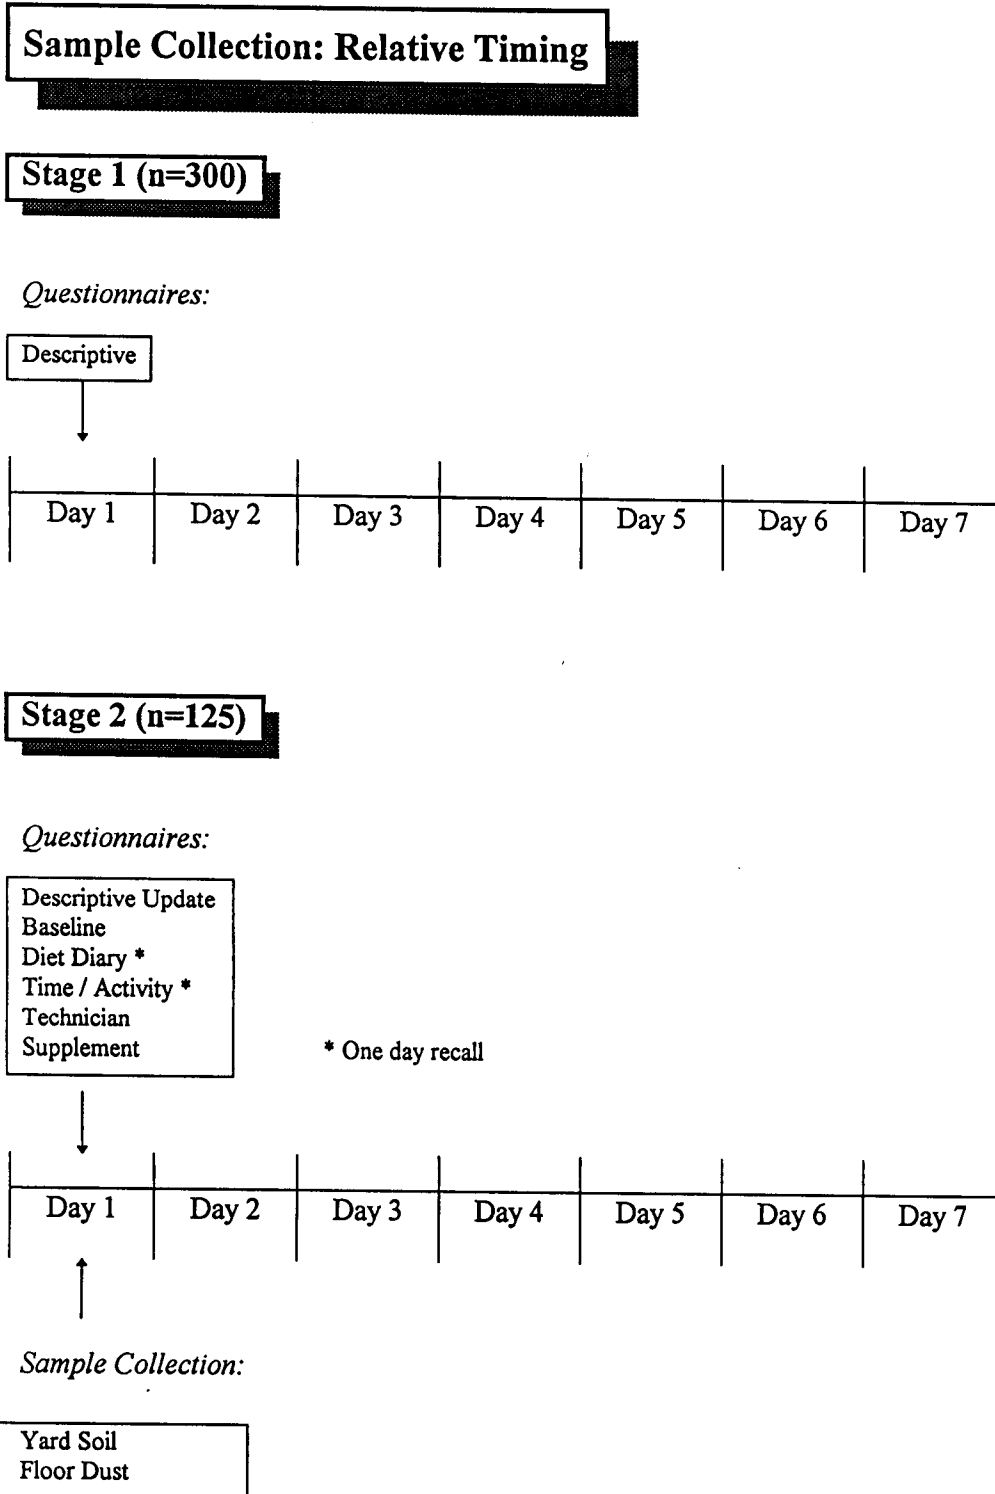 Sample Collection: Relative Timing
Stage 1 (n=300)
Questionnaires:
Descriptive
Day 1 Day 2 Day 3 Day 4 Day 5 Day 6 Day 7
Stage 2 (n=125)
Questionnaires:
Descriptive Update
Baseline
Diet Diary *
Time / Activity *
Technician
Supplement * One day recall
Day 1 Day 2 Day 3 Day 4 Day 5 Day 6 Day 7
Sample Collection:
Yard Soil
Floor Dust